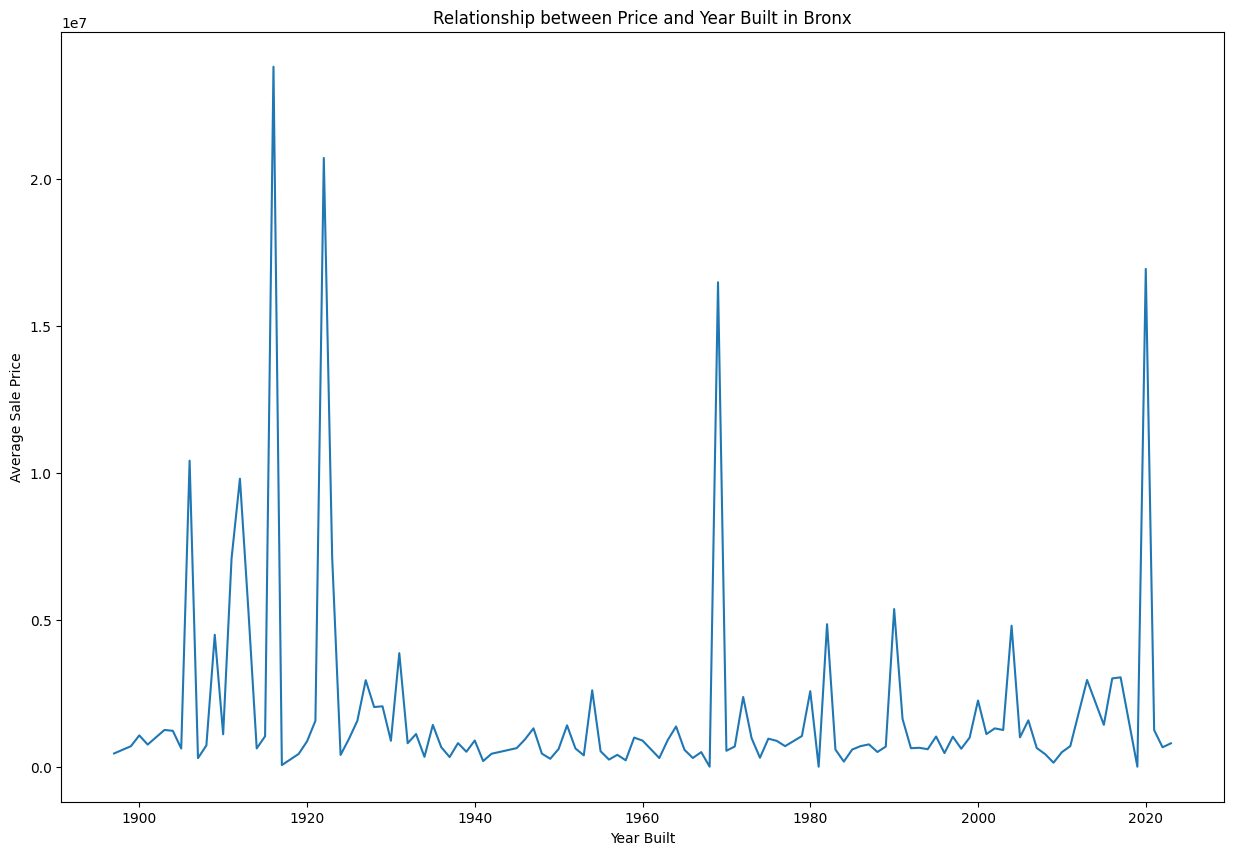 Relationship between Price and Year Built in Bronx
1e7
2.0
1.5
1.0
0.5
0.0
Average Sale Price
1900 1920 1940 1960 1980 2000 2020
Year Built